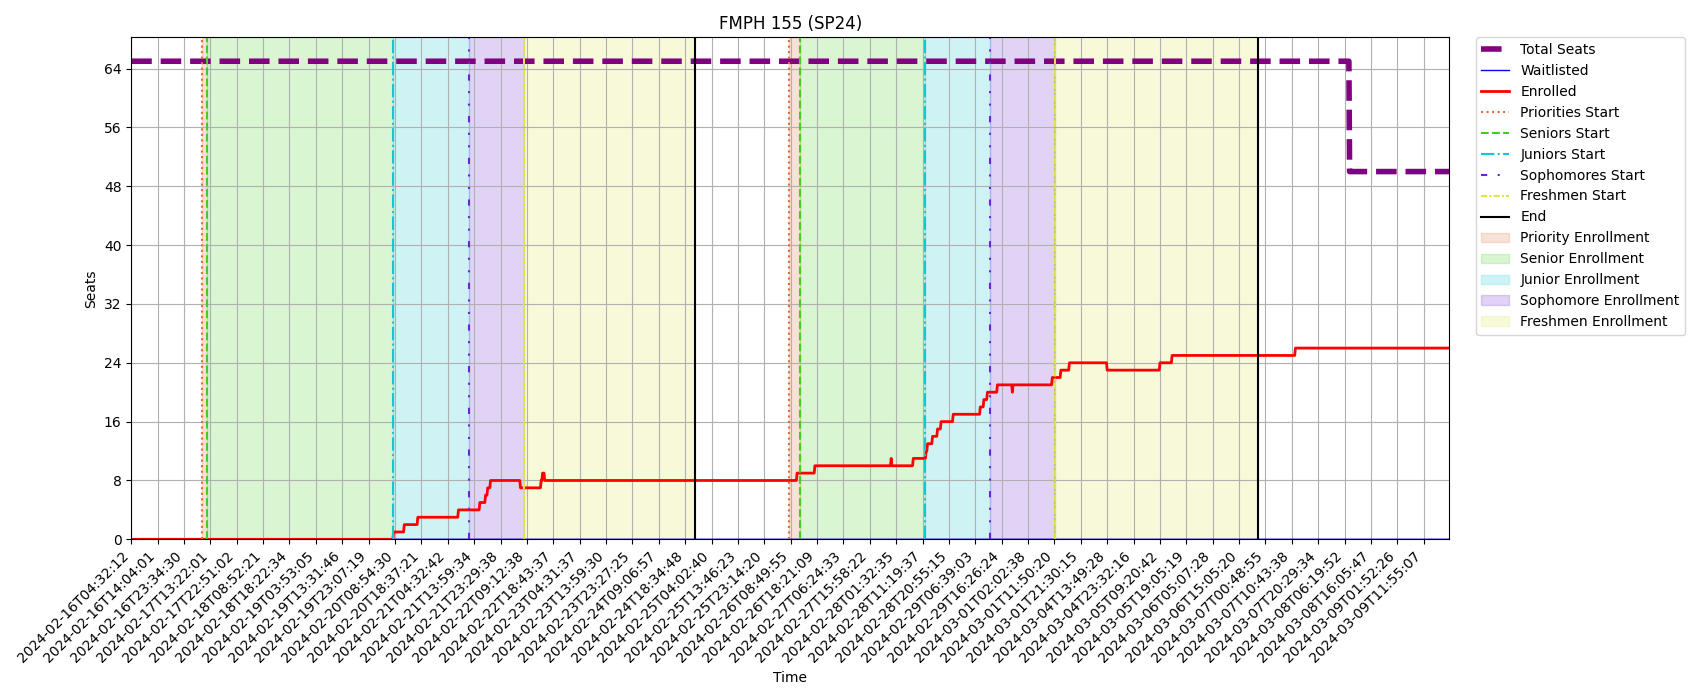 FMPH 155 (SP24)
Seats
64
56
48
40
32
24
16
8
0
2024-02-16T04:32:12
2024-02-16T14:04:01
2024-02-16T23:34:30
2024-02-17T13:22:01
2024-02-17T22:51:02
2024-02-18T08:52:21
2024-02-18T18:22:34
2024-02-19T03:53:05
2024-02-19T13:31:46
2024-02-19T23:07:19
2024-02-20T08:54:30
2024-02-20T18:37:21
2024-02-21T04:32:42
2024-02-21T13:59:34
2024-02-21T23:29:38
2024-02-22T09:12:38
2024-02-22T18:43:37
2024-02-23T04:31:37
2024-02-23T13:59:30
2024-02-23T23:27:25
2024-02-24T09:06:57
2024-02-24T18:34:48
2024-02-25T04:02:40
2024-02-25T13:46:23
2024-02-25T23:14:20
2024-02-26T08:49:55
2024-02-26T18:21:09
2024-02-27T06:24:33
2024-02-27T15:58:22
2024-02-28T01:32:35
2024-02-28T11:19:37
2024-02-28T20:55:15
2024-02-29T06:39:03
2024-02-29T16:26:24
2024-03-01T02:02:38
2024-03-01T11:50:20
2024-03-01T21:30:15
2024-03-04T13:49:28
2024-03-04T23:32:16
2024-03-05T09:20:42
2024-03-05T19:05:19
2024-03-06T05:07:28
2024-03-06T15:05:20
2024-03-07T00:48:55
2024-03-07T10:43:38
2024-03-07T20:29:34
2024-03-08T06:19:52
2024-03-08T16:05:47
2024-03-09T01:52:26
2024-03-09T11:55:07
Time
Total Seats
Waitlisted
Enrolled
Priorities Start
Seniors Start
Juniors Start
Sophomores Start
Freshmen Start
End
Priority Enrollment
Senior Enrollment
Junior Enrollment
Sophomore Enrollment
Freshmen Enrollment